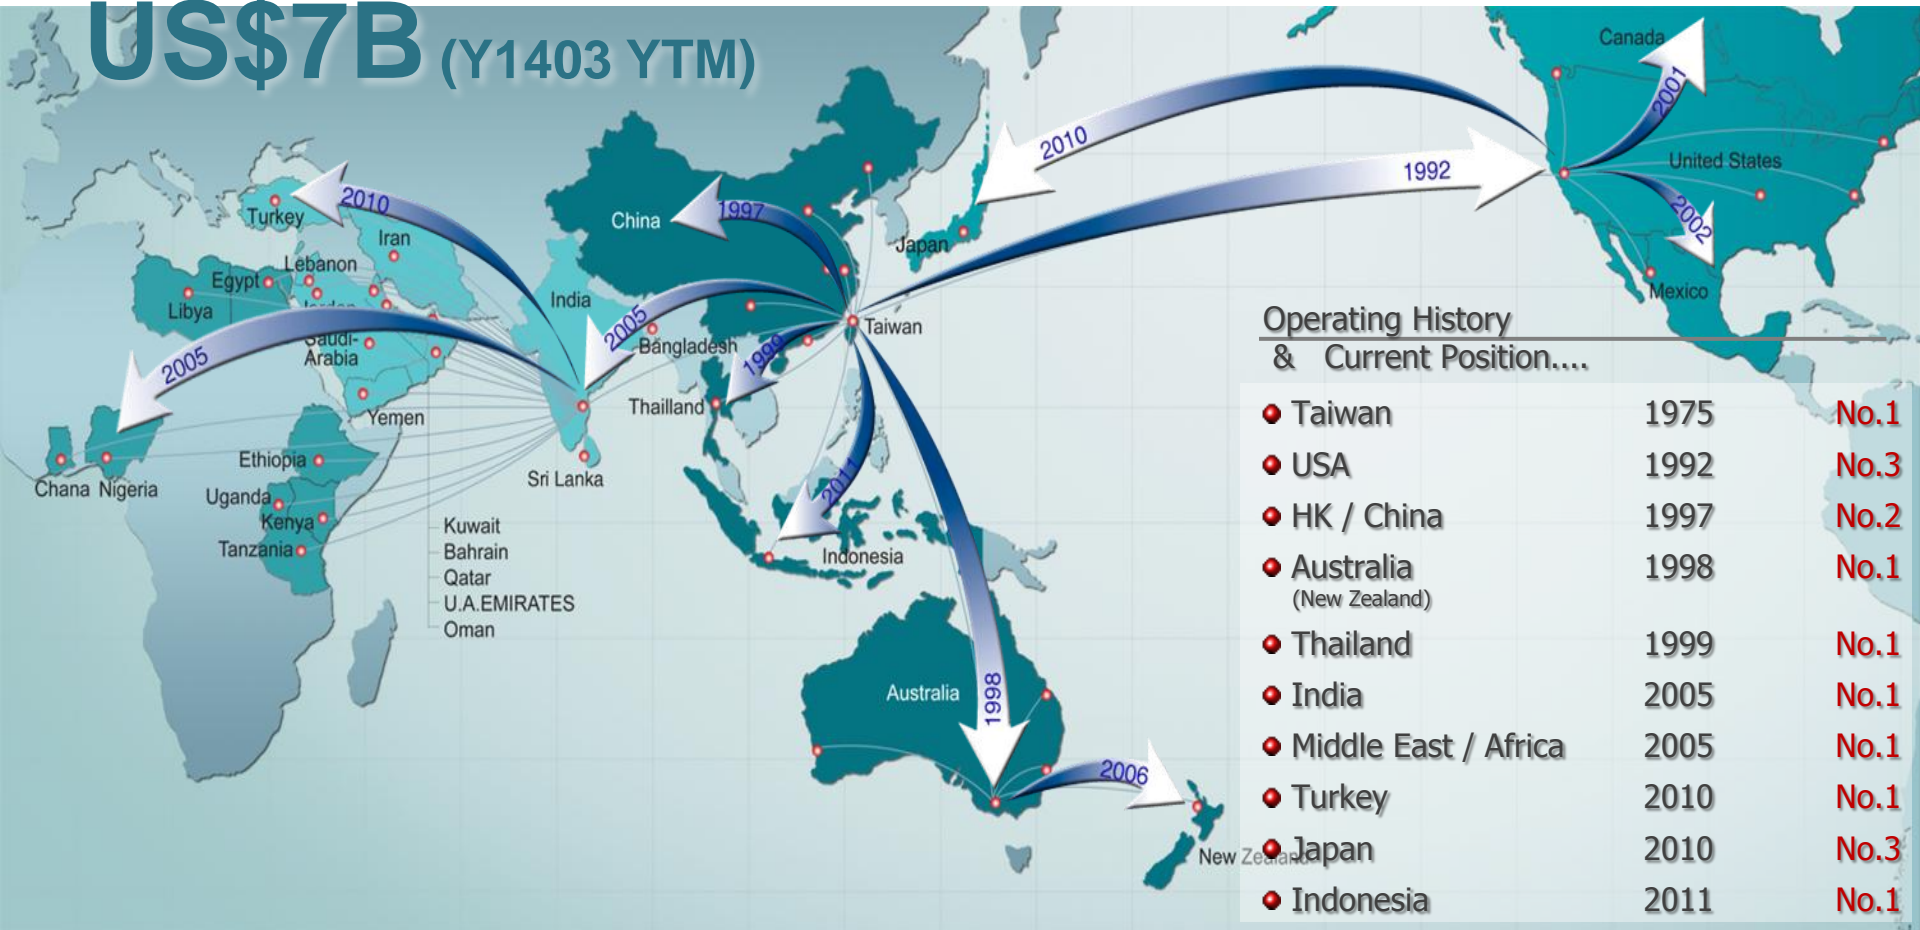 US$7B (Y1403 YTM)
Canada
2001
2010
1992
United States
2002
Mexico
2010
Turkey
China
1997
Japan
Iran
Lebanon
Egypt
Libya
Jordan
India
2005
Taiwan
Bangladesh
1999
Saudi-
Arabia
2005
Yemen
Thailland
Ethiopia
Chana Nigeria
Sri Lanka
Uganda
Kenya
Tanzania
2011
Indonesia
Kuwait
Bahrain
Qatar
U.A.EMIRATES
Oman
Australia
1998
2006
New Zealand
Operating History
& Current Position....
Taiwan 1975 No.1
USA 1992 No.3
HK / China 1997 No.2
Australia 1998 No.1
(New Zealand)
Thailand 1999 No.1
India 2005 No.1
Middle East / Africa 2005 No.1
Turkey 2010 No.1
Japan 2010 No.3
Indonesia 2011 No.1